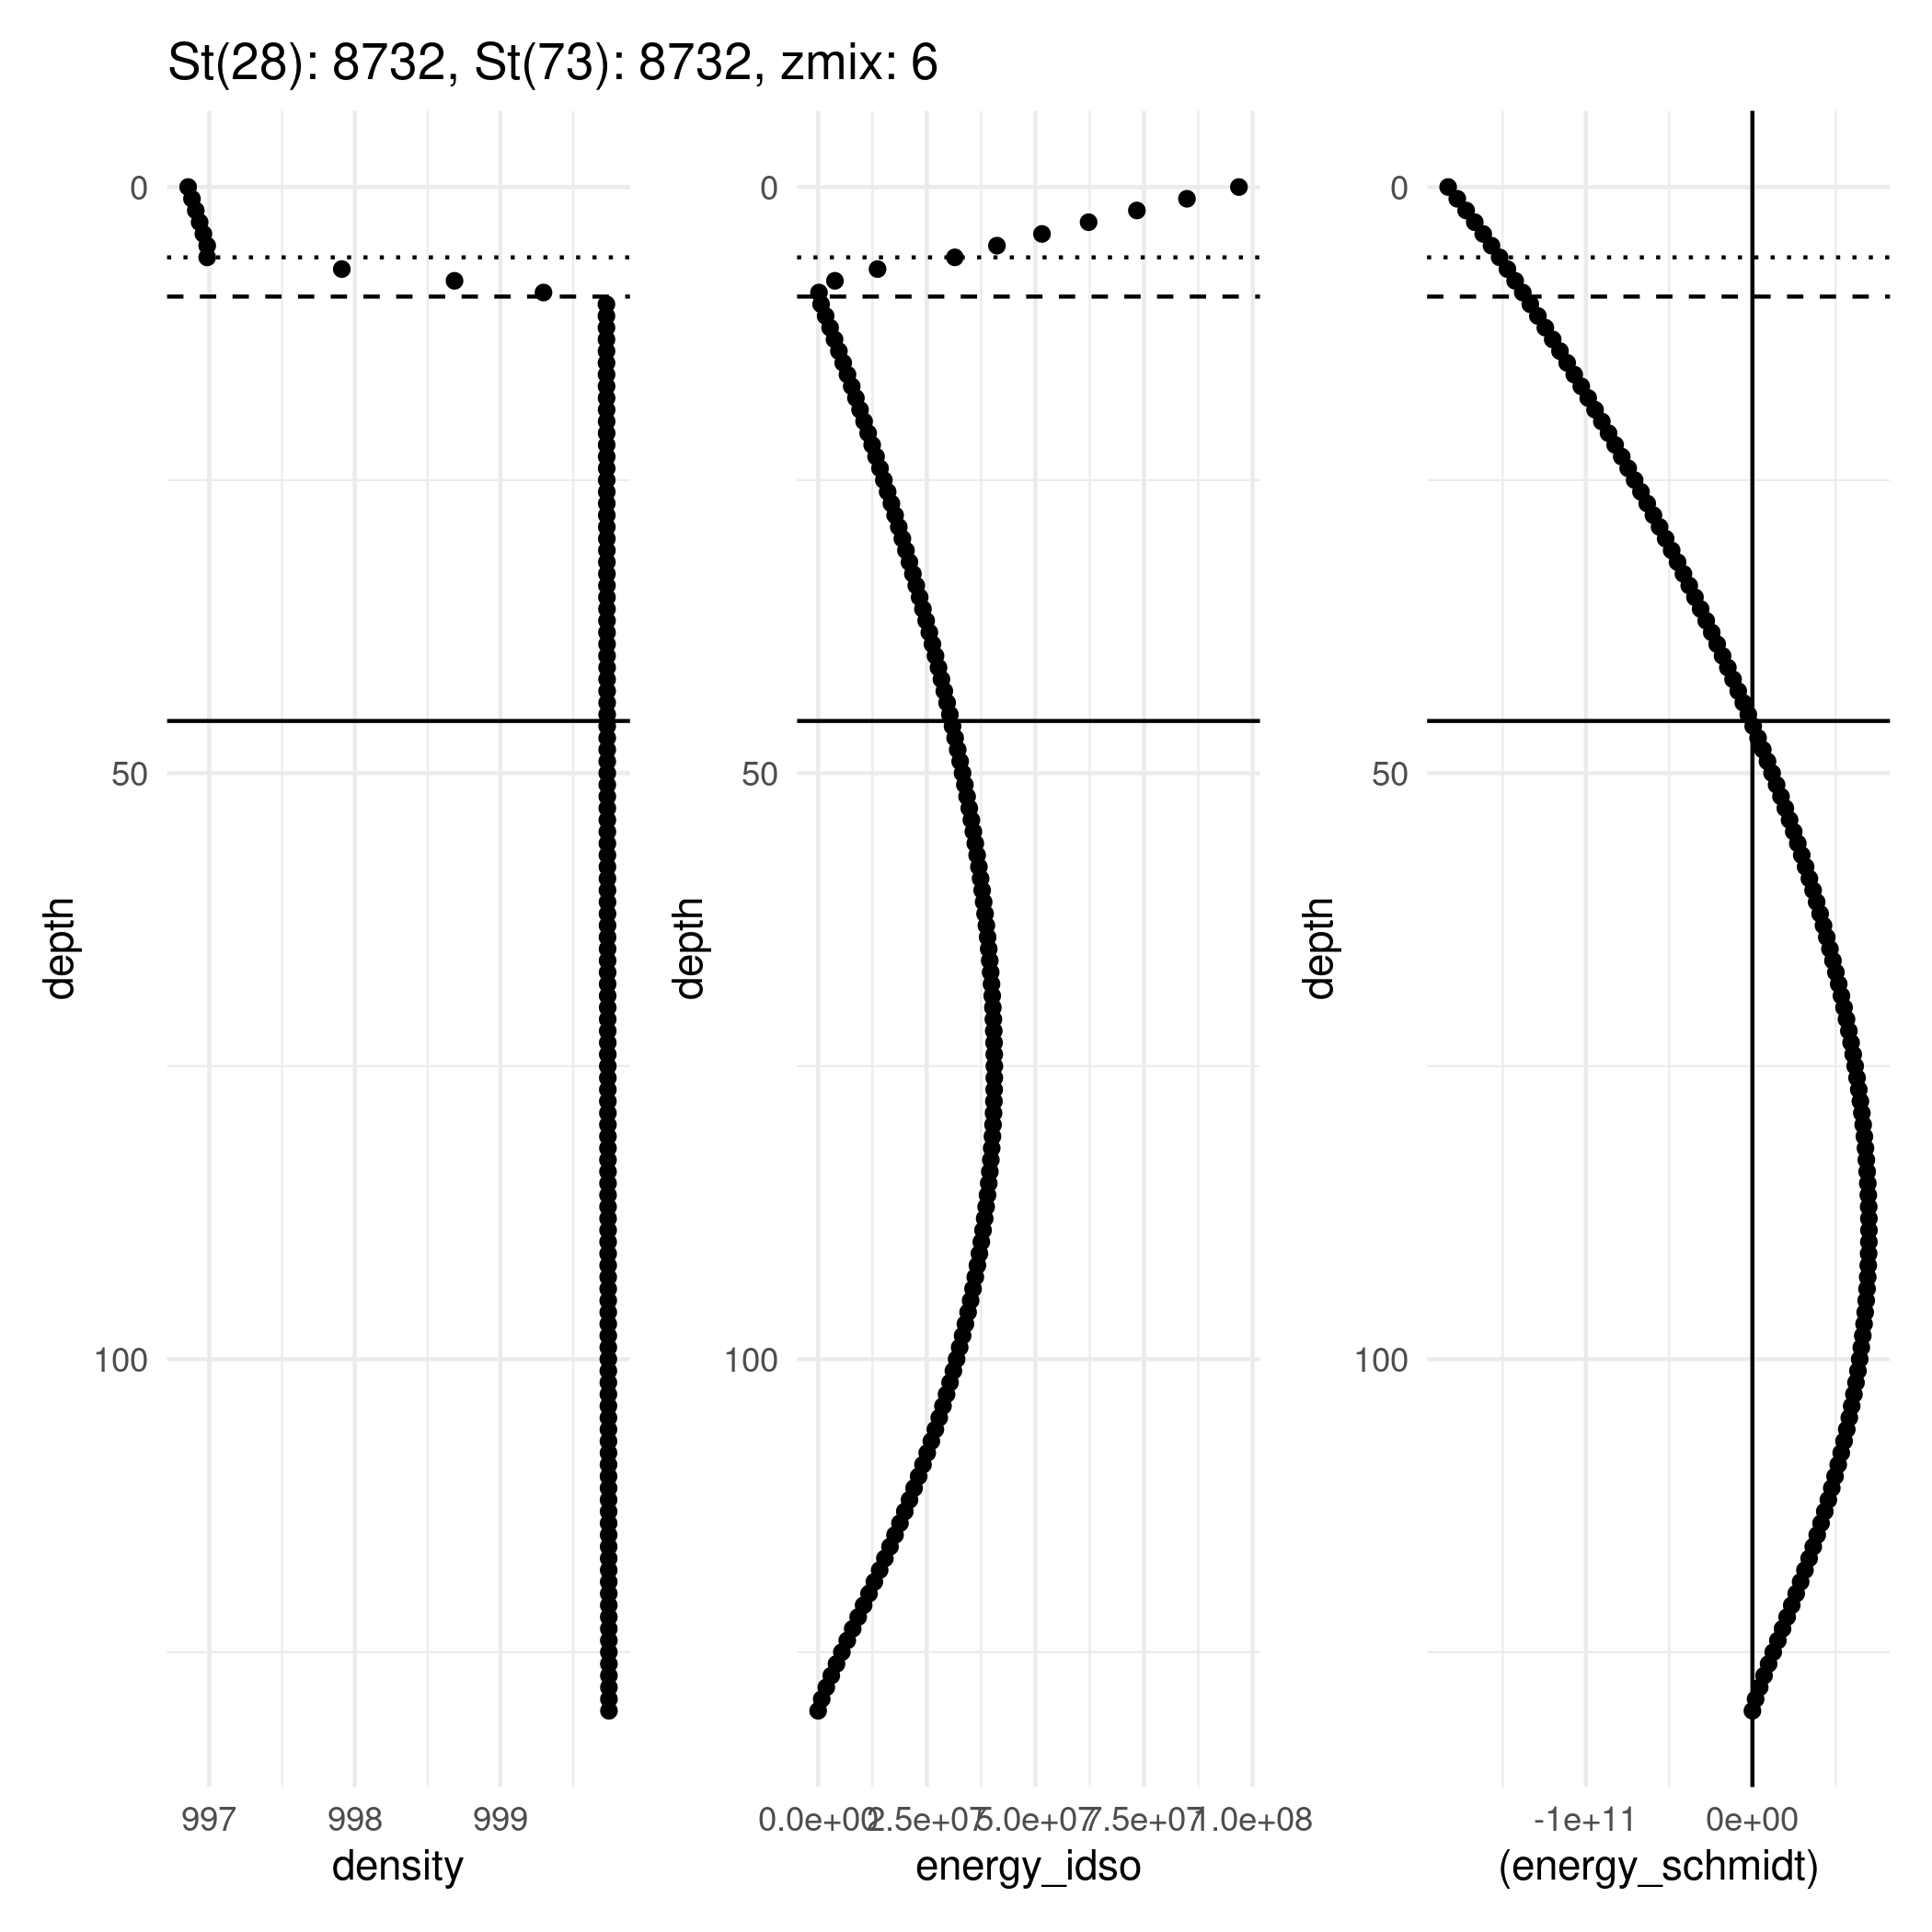 St(28): 8732, St(73): 8732, zmix: 6
0
50
100
depth
997 998 999
density
0
50
100
depth
0.0e+00 2.5e+07 5.0e+07 7.5e+07 1.0e+08
energy_idso
0
50
100
depth
-1e+11 0e+00
(energy_schmidt)